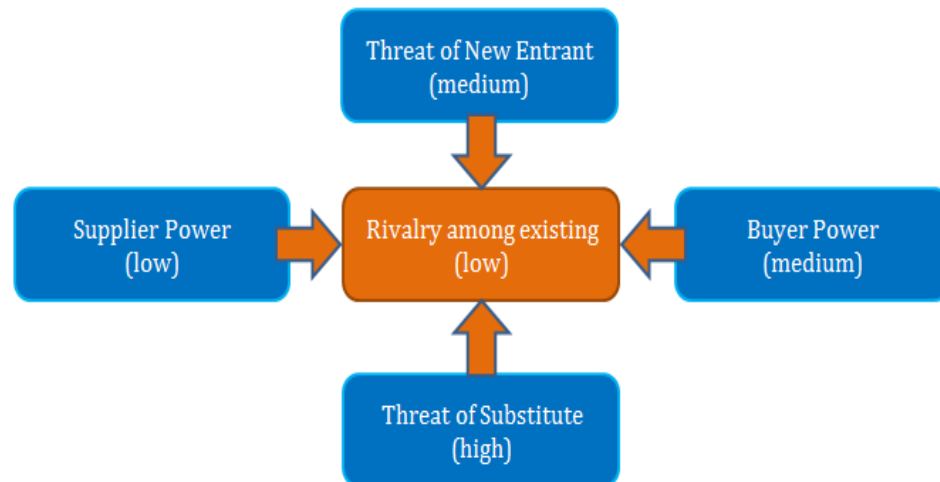 Threat of New Entrant
(medium)
Supplier Power
(low)
Rivalry among existing
(low)
Buyer Power
(medium)
Threat of Substitute
(high)